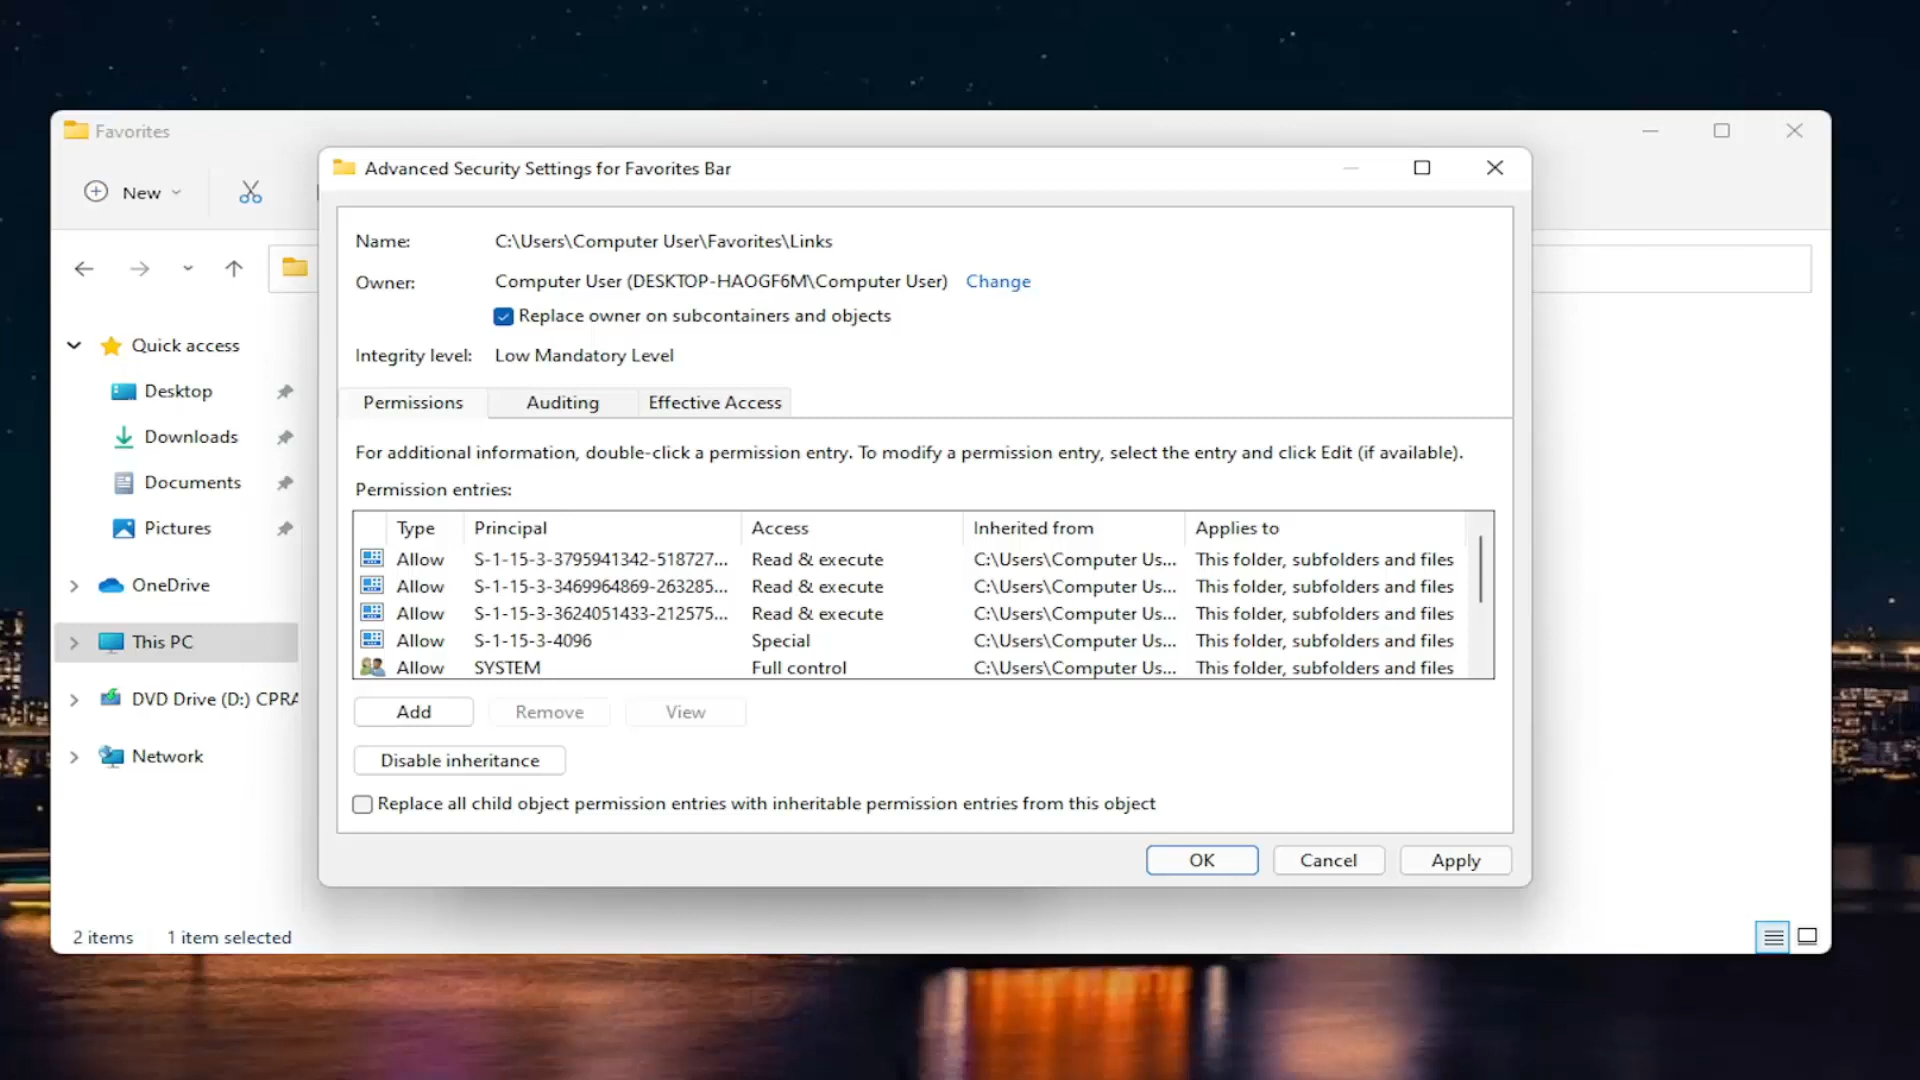 Favorites
New
Advanced Security Settings for Favorites Bar
Name: C:\Users\Computer User\Favorites\Links
Owner: Computer User (DESKTOP-HAOGF6M\Computer User) Change
Replace owner on subcontainers and objects
Integrity level: Low Mandatory Level
Permissions Auditing Effective Access
For additional information, double-click a permission entry. To modify a permission entry, select the entry and click Edit (if available).
Permission entries:
Type Principal Access Inherited from Applies to
Allow S-1-15-3-3795941342-518727... Read & execute C:\Users\Computer Us... This folder, subfolders and files
Allow S-1-15-3-3469964869-263285... Read & execute C:\Users\Computer Us... This folder, subfolders and files
Allow S-1-15-3-3624051433-212575... Read & execute C:\Users\Computer Us... This folder, subfolders and files
Allow S-1-15-3-4096 Special C:\Users\Computer Us... This folder, subfolders and files
Allow SYSTEM Full control C:\Users\Computer Us... This folder, subfolders and files
Add Remove View
Disable inheritance
Replace all child object permission entries with inheritable permission entries from this object
OK Cancel Apply
Quick access
Desktop
Downloads
Documents
Pictures
OneDrive
This PC
DVD Drive (D:) CPRA
Network
2 items 1 item selected